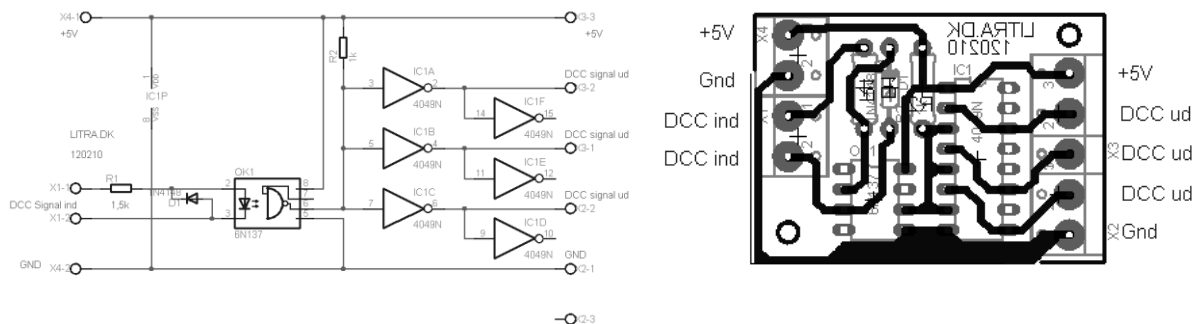 X4-1
+5V
X3-3
+5V
R2
1k
1
VDD
IC1P
VSS
8
IC1A
3
2
4049N
DCC signal ud
X3-2
IC1F
14
15
4049N
IC1B
5
4
4049N
DCC signal ud
X3-1
IC1E
11
12
4049N
IC1C
7
6
4049N
DCC signal ud
X2-2
IC1D
9
10
4049N
LITRA.DK
120210
X1-1
R1
1,5k
DCC Signal ind
X1-2
D1
OK1
2
3
8
7
6
5
6N137
GND
X4-2
GND
X2-1
X2-3
LITRA.DK
120210
+5V
X4
Gnd
DCC ind
X1
DCC ind
IC1
+5V
DCC ud
DCC ud
X3
DCC ud
X2
Gnd